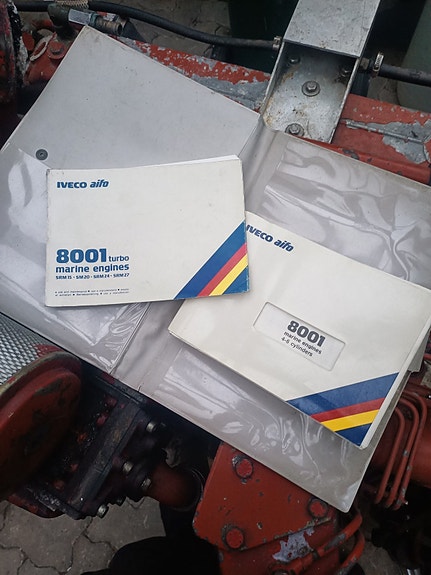 IVECO aifo
8001 turbo
marine engines
SRM 15 - SM 20 - SRM 24 - SRM 27
IVECO aifo
8001
marine engines
4-6 cylinders